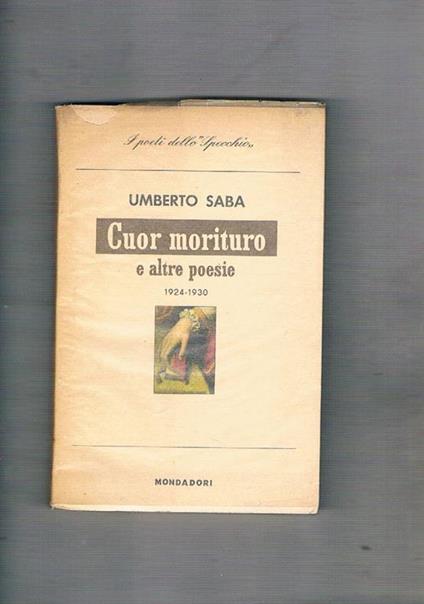 I poeti dello "Specchio„
UMBERTO SABA
Cuor morituro
e altre poesie
1924-1930
MONDADORI